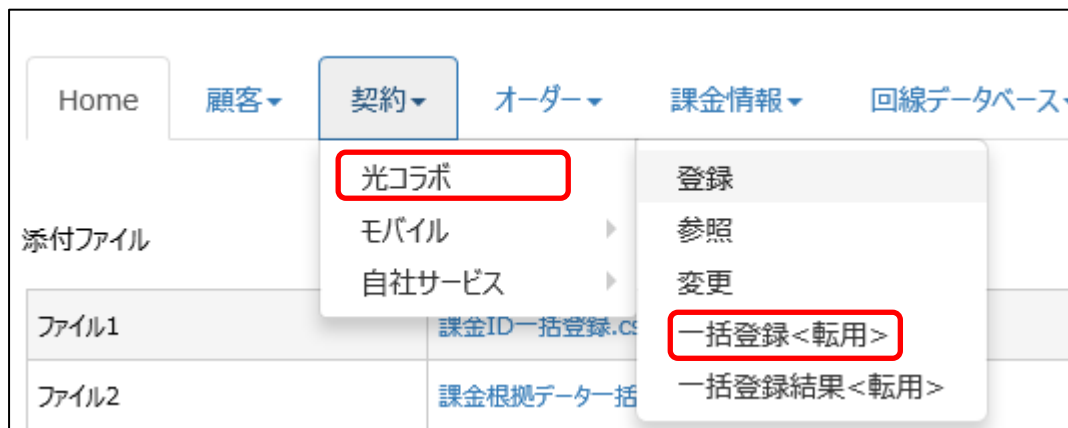 Home 顧客▾ 契約▾ オーダー▾ 課金情報▾ 回線データベース
光コラボ 登録
添付ファイル モバイル 参照
自社サービス 変更
ファイル1 課金ID一括登録.cs 一括登録<転用>
ファイル2 課金根拠データ一括 一括登録結果<転用>